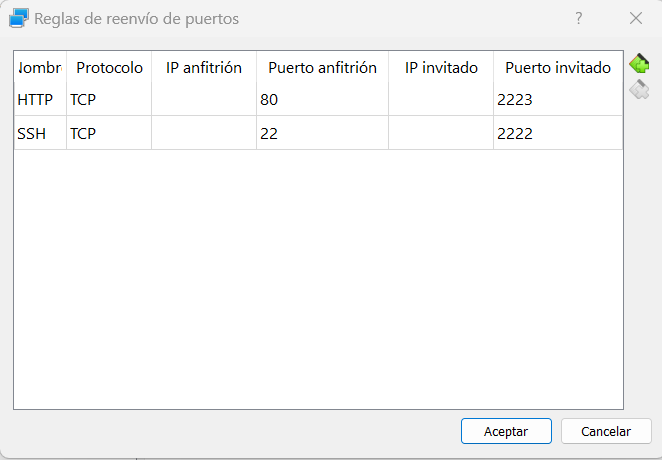 Reglas de reenvío de puertos ?
Nombre Protocolo IP anfitrión Puerto anfitrión IP invitado Puerto invitado
HTTP TCP 80 2223
SSH TCP 22 2222
Aceptar Cancelar